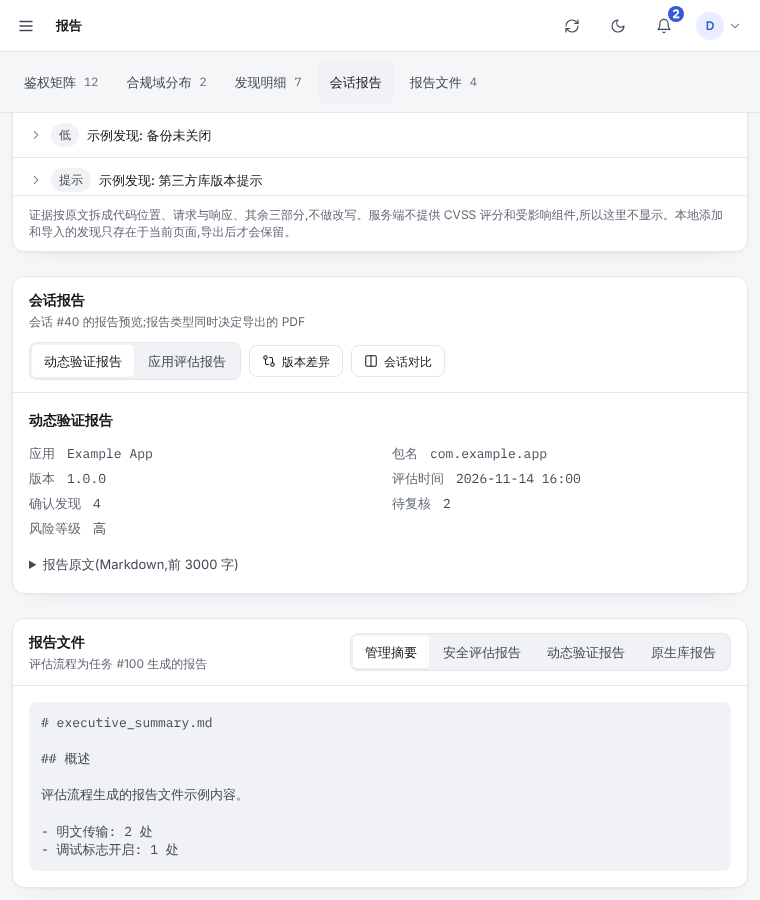 报告
2
D
鉴权矩阵 12
合规域分布 2
发现明细 7
会话报告
报告文件 4
低 示例发现: 备份未关闭
提示 示例发现: 第三方库版本提示
证据按原文拆成代码位置、请求与响应、其余三部分,不做改写。服务端不提供 CVSS 评分和受影响组件,所以这里不显示。本地添加
和导入的发现只存在于当前页面,导出后才会保留。
会话报告
会话 #40 的报告预览;报告类型同时决定导出的 PDF
动态验证报告 应用评估报告 版本差异 会话对比
动态验证报告
应用 Example App
包名 com.example.app
版本 1.0.0
评估时间 2026-11-14 16:00
确认发现 4
待复核 2
风险等级 高
报告原文(Markdown,前 3000 字)
报告文件
评估流程为任务 #100 生成的报告
管理摘要 安全评估报告 动态验证报告 原生库报告
# executive_summary.md
## 概述
评估流程生成的报告文件示例内容。
- 明文传输: 2 处
- 调试标志开启: 1 处